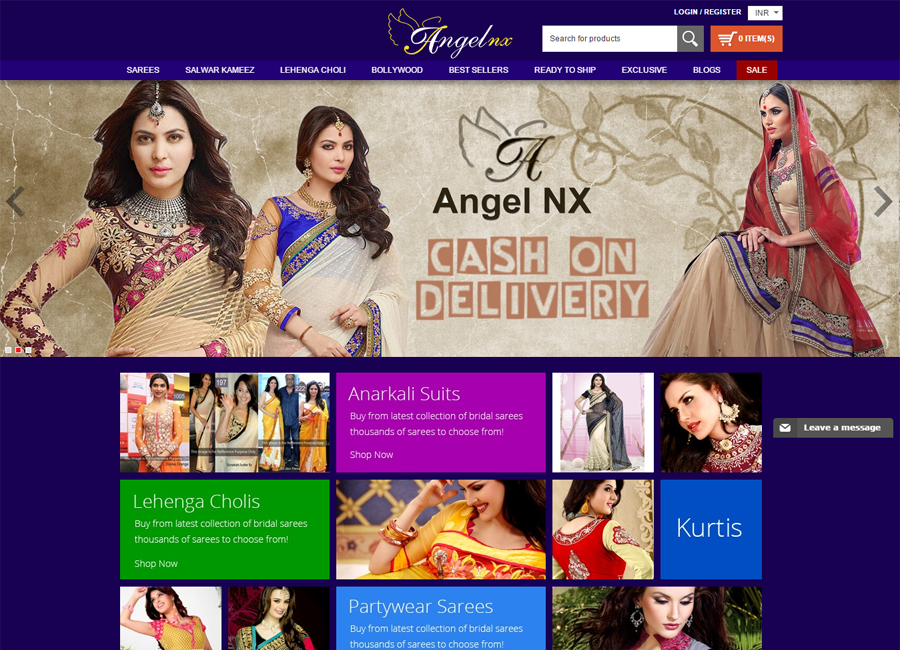 LOGIN / REGISTER
INR
Angelnx
Search for products
0 ITEM(S)
SAREES
SALWAR KAMEEZ
LEHENGA CHOLI
BOLLYWOOD
BEST SELLERS
READY TO SHIP
EXCLUSIVE
BLOGS
SALE
A
Angel NX
CASH ON
DELIVERY
1005
197
222
Anarkali Suits
Buy from latest collection of bridal sarees
thousands of sarees to choose from!
Shop Now
Leave a message
Lehenga Cholis
Buy from latest collection of bridal sarees
thousands of sarees to choose from!
Shop Now
Kurtis
Partywear Sarees
Buy from latest collection of bridal sarees
thousands of sarees to choose from!